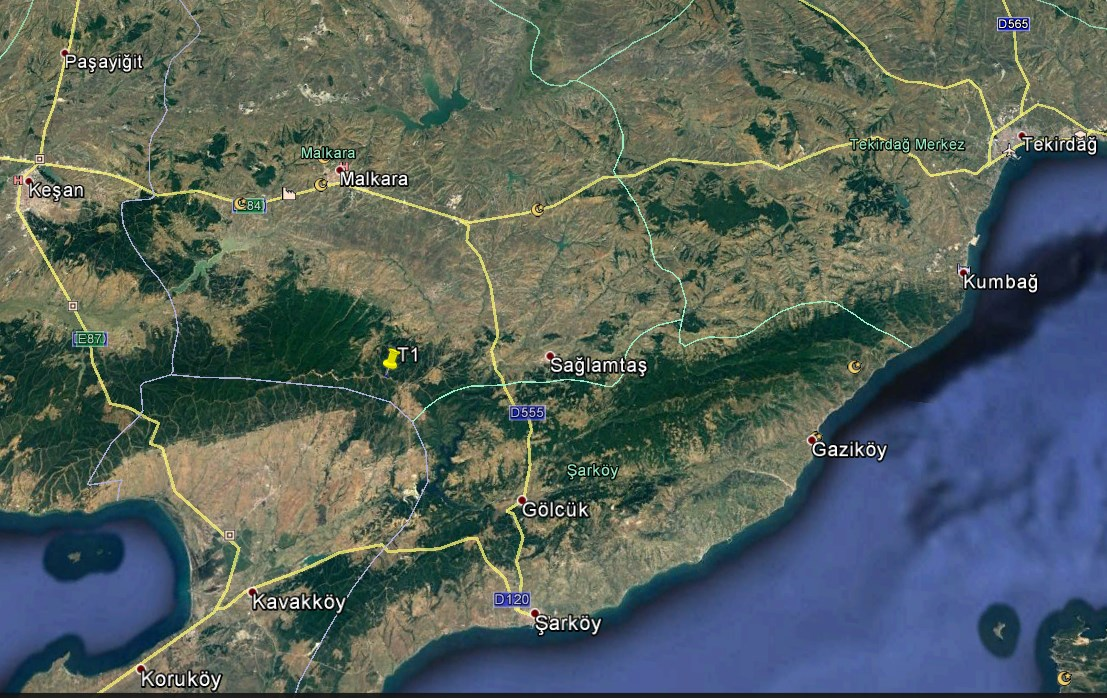 D565
Paşayiğit
Tekirdağ Merkez
Tekirdağ
Malkara
Malkara
H
Keşan
E84)
Kumbağ
(E87)
T1
Sağlamtaş
D555
Gaziköy
Şarköy
Gölcük
Kavakköy
D120
Şarköy
Koruköy